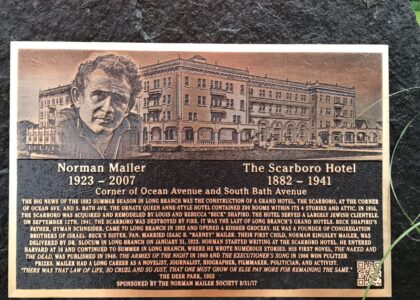 Norman Mailer
1923 - 2007
The Scarboro Hotel
1882 - 1941
Corner of Ocean Avenue and South Bath Avenue
THE BIG NEWS OF THE 1882 SUMMER SEASON IN LONG BRANCH WAS THE CONSTRUCTION OF A GRAND HOTEL, THE SCARBORO, AT THE CORNER
OF OCEAN AVE. AND S. BATH AVE. THE ORNATE QUEEN ANNE-STYLE HOTEL CONTAINED 200 ROOMS WITHIN ITS 4 STORIES AND ATTIC. IN 1916,
THE SCARBORO WAS ACQUIRED AND REMODELED BY LOUIS AND REBECCA "BECK" SHAPIRO. THE HOTEL SERVED A LARGELY JEWISH CLIENTELE.
ON SEPTEMBER 12TH, 1941, THE SCARBORO WAS DESTROYED BY FIRE. IT WAS THE LAST OF LONG BRANCH'S GRAND HOTELS. BECK SHAPIRO'S
FATHER, HYMAN SCHNEIDER, CAME TO LONG BRANCH IN 1892 AND OPENED A KOSHER GROCERY. HE WAS A FOUNDER OF CONGREGATION
BROTHERS OF ISRAEL. BECK'S SISTER, FAN, MARRIED ISAAC B. "BARNEY" MAILER. THEIR FIRST CHILD, NORMAN KINGSLEY MAILER, WAS
DELIVERED BY DR. SLOCUM IN LONG BRANCH ON JANUARY 31, 1923. NORMAN STARTED WRITING AT THE SCARBORO HOTEL. HE ENTERED
HARVARD AT 16 AND CONTINUED TO SUMMER IN LONG BRANCH, WHERE HE WROTE NUMEROUS STORIES. HIS FIRST NOVEL, THE NAKED AND
THE DEAD, WAS PUBLISHED IN 1948. THE ARMIES OF THE NIGHT IN 1969 AND THE EXECUTIONER'S SONG IN 1980 WON PULITZER
PRIZES. MAILER HAD A LONG CAREER AS A NOVELIST, JOURNALIST, BIOGRAPHER, FILMMAKER, POLITICIAN, AND ACTIVIST.
"THERE WAS THAT LAW OF LIFE, SO CRUEL AND SO JUST, THAT ONE MUST GROW OR ELSE PAY MORE FOR REMAINING THE SAME."
THE DEER PARK, 1955
SPONSORED BY THE NORMAN MAILER SOCIETY 8/31/17